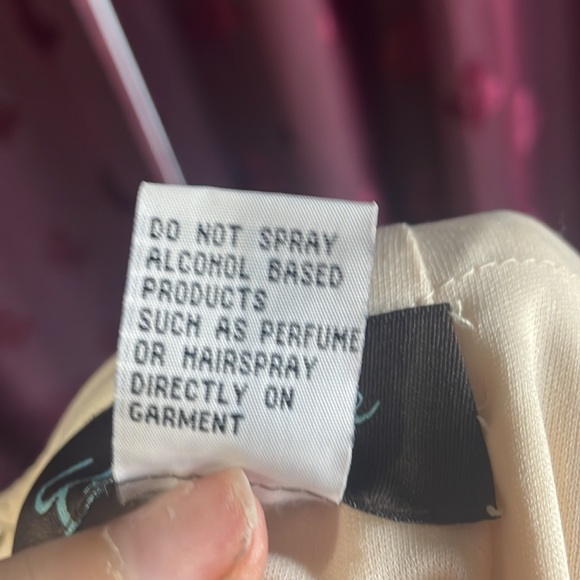 DO NOT SPRAY
ALCOHOL BASED
PRODUCTS
SUCH AS PERFUME
OR HAIRSPRAY
DIRECTLY ON
GARMENT